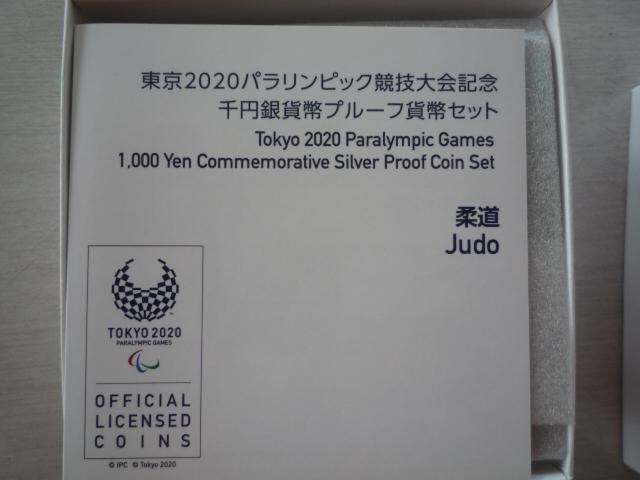 東京2020パラリンピック競技大会記念
千円銀貨幣プルーフ貨幣セット
Tokyo 2020 Paralympic Games
1,000 Yen Commemorative Silver Proof Coin Set
柔道
Judo
TOKYO 2020
PARALYMPIC GAMES
OFFICIAL
LICENSED
COINS
© IPC © Tokyo 2020